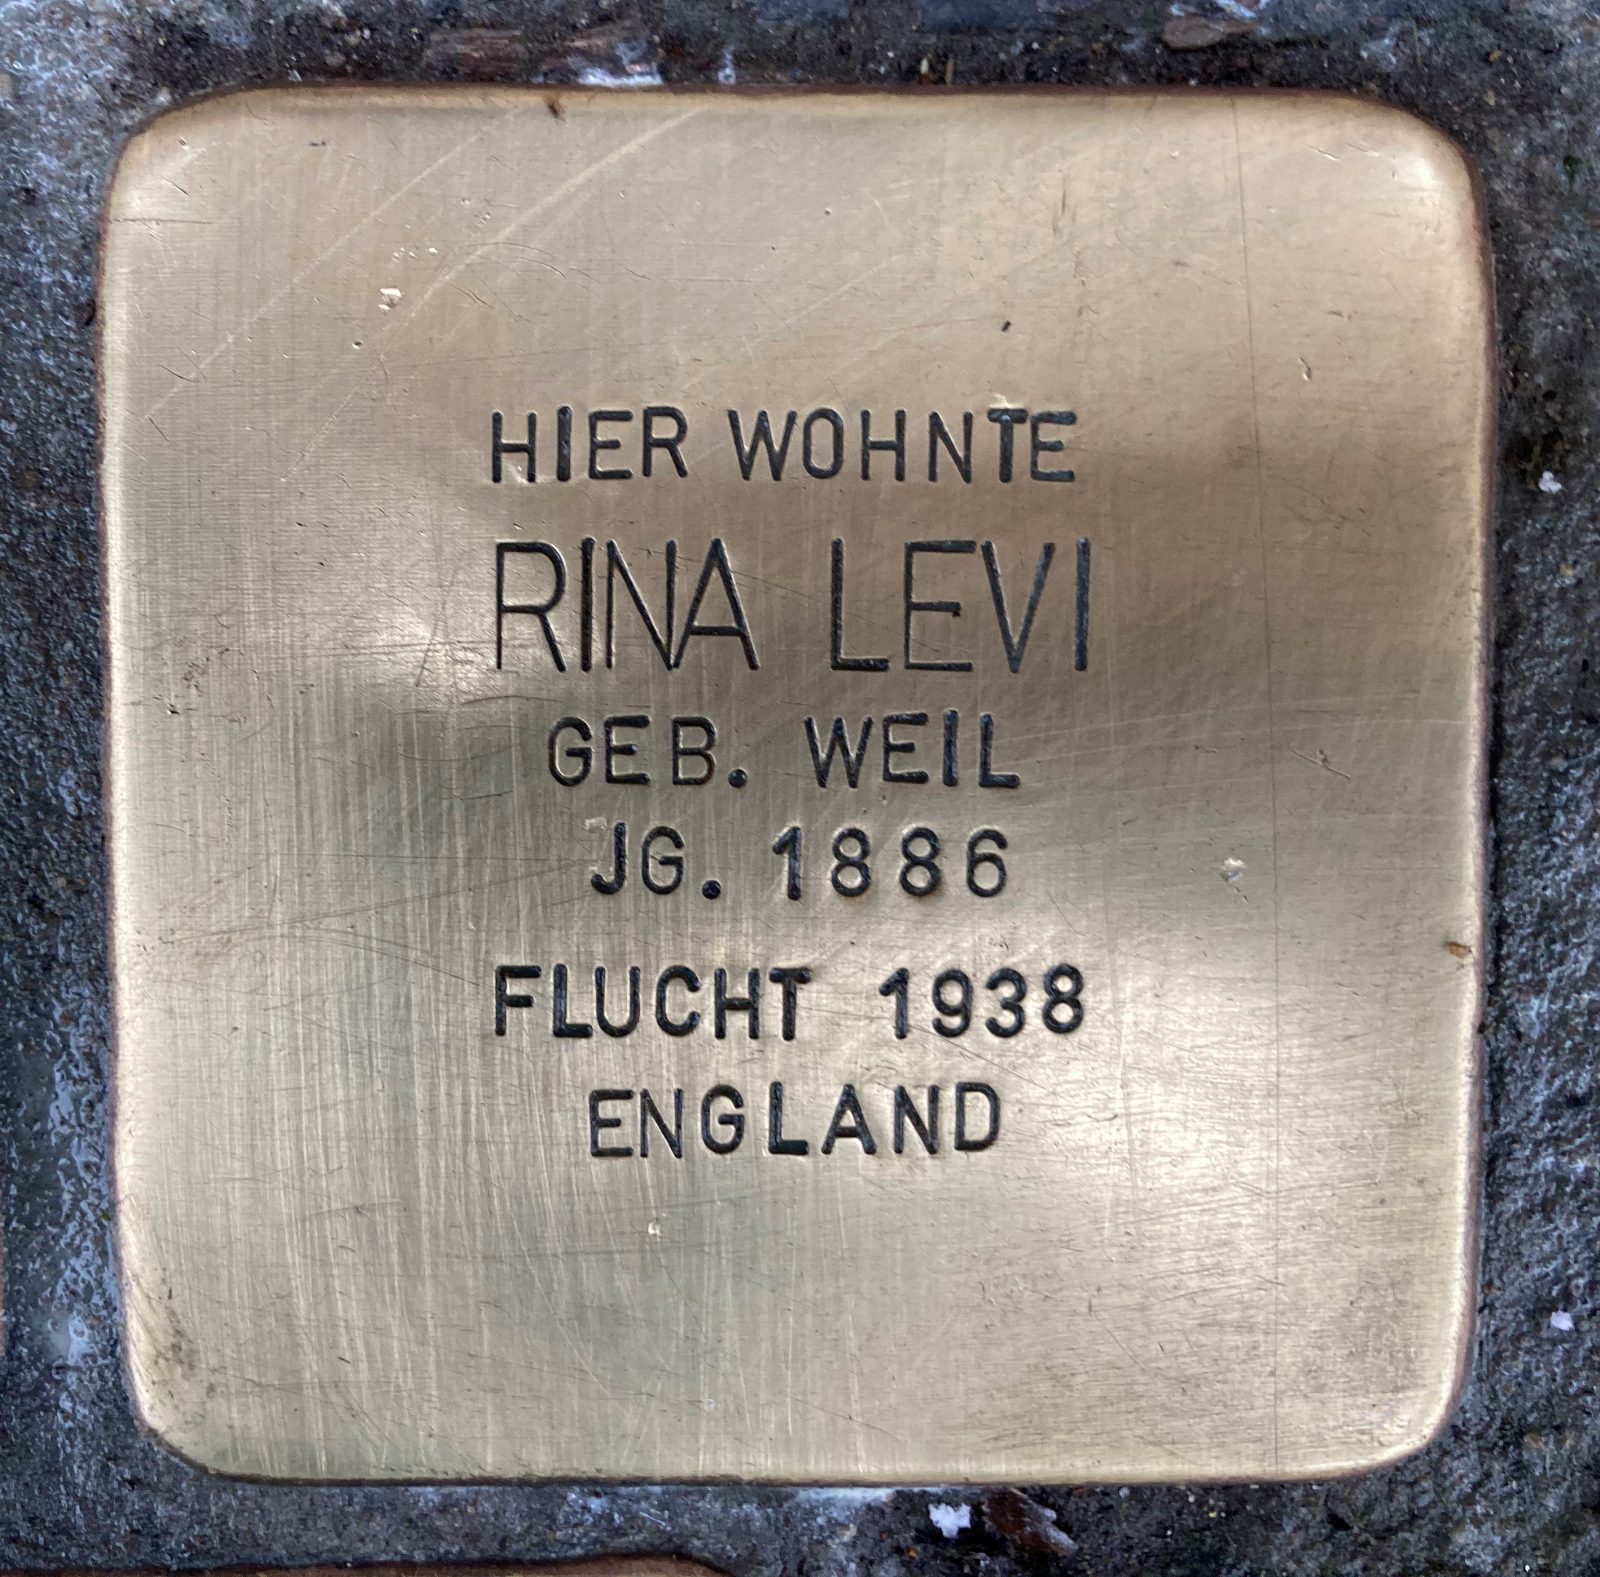 HIER WOHNTE
RINA LEVI
GEB. WEIL
JG. 1886
FLUCHT 1938
ENGLAND